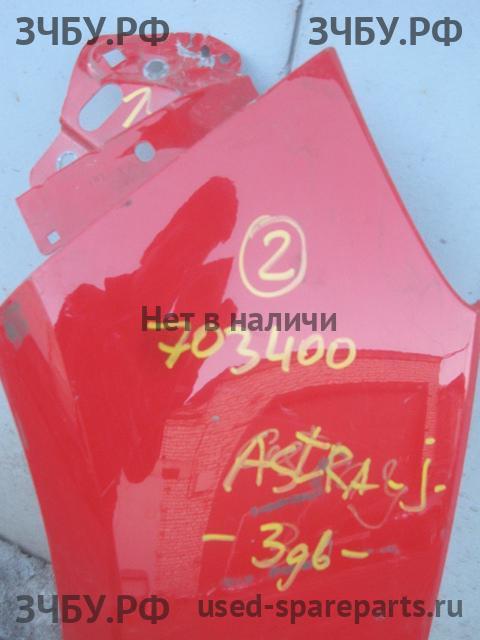 ЗЧБУ.РФ ЗЧБУ.РФ
1
2
Нет в наличи
703400
ASTRA-j-
- 3дв -
ЗЧБУ.РФ used-spareparts.ru